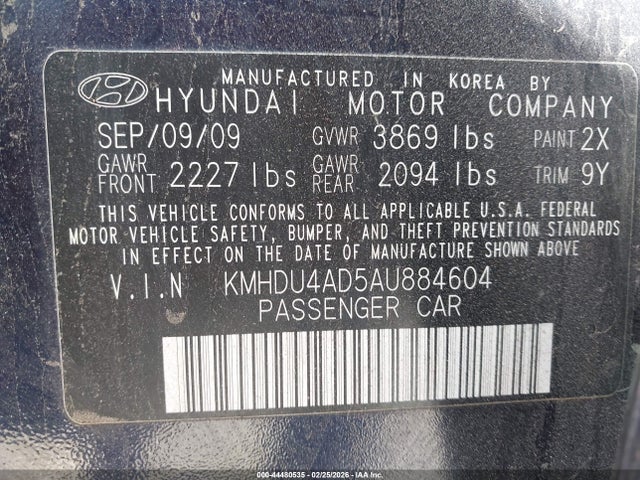 MANUFACTURED IN KOREA BY
HYUNDAI MOTOR COMPANY
SEP/09/09 GVWR 3869 lbs PAINT 2X
GAWR FRONT 2227 lbs GAWR REAR 2094 lbs TRIM 9Y
THIS VEHICLE CONFORMS TO ALL APPLICABLE U.S.A. FEDERAL
MOTOR VEHICLE SAFETY, BUMPER, AND THEFT PREVENTION STANDARDS
IN EFFECT ON THE DATE OF MANUFACTURE SHOWN ABOVE
V.I.N KMHDU4AD5AU884604
PASSENGER CAR
000-44480535 - 02/25/2026 - IAA Inc.